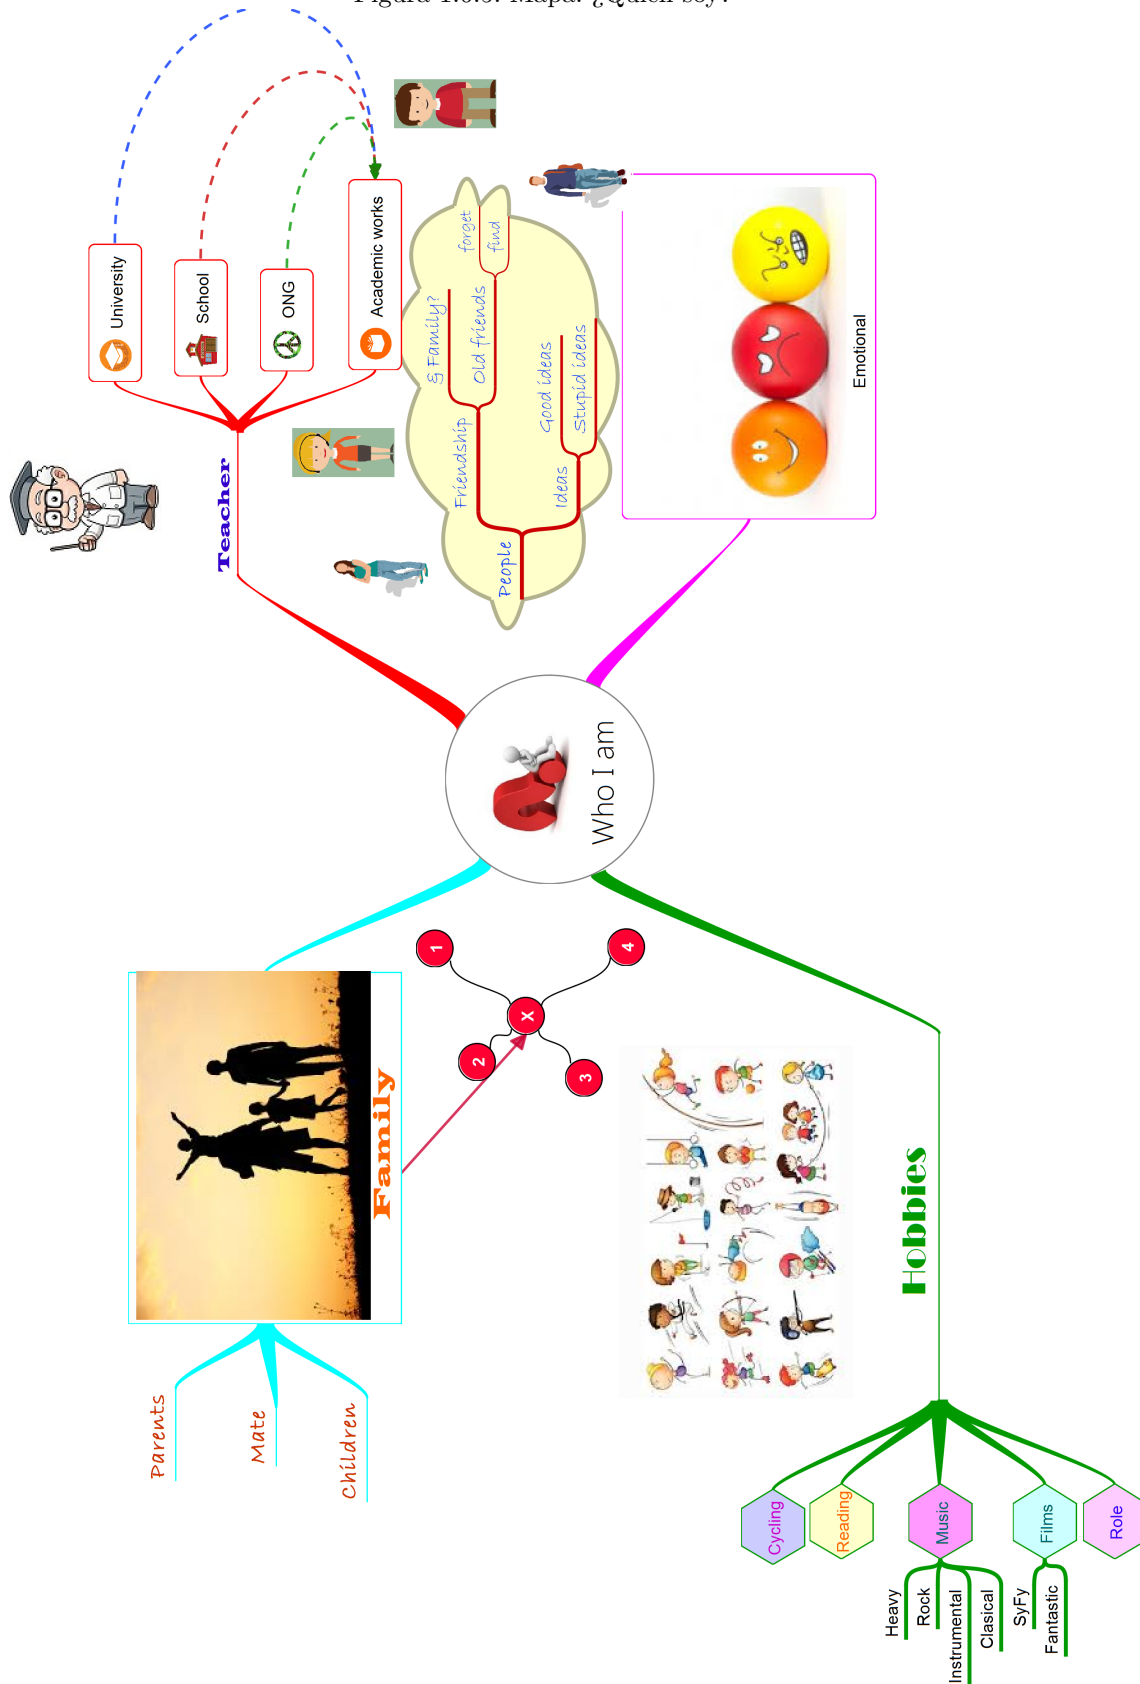 Figura 1.6.5: Mapa: ¿Quién soy?
Who I am
Teacher
University
School
ONG
Academic works
People
Friendship
& Family?
Old friends
forget
find
Ideas
Good ideas
Stupid ideas
Emotional
Family
Parents
Mate
Children
1
2
X
3
4
Hobbies
Cycling
Reading
Music
Heavy
Rock
Instrumental
Clasical
Films
SyFy
Fantastic
Role